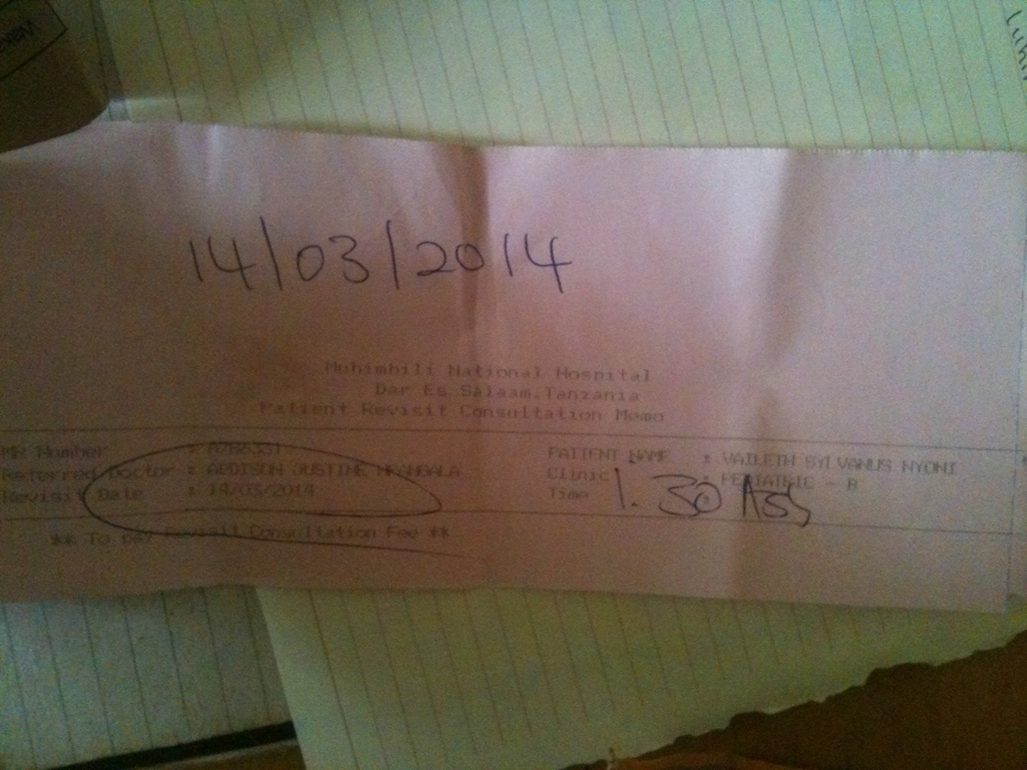 14/03/2014
Muhimbili National Hospital
Dar Es Salaam,Tanzania
Patient Revisit Consultation Memo
MR Number :
PATIENT NAME : VAILETH SYLVANUS NYONI
Referred Doctor : ADDISON
Clinic : PEDIATRIC - B
Revisit Date : 14/03/2014
Time : 1.30
** To pay Revisit Consultation Fee **